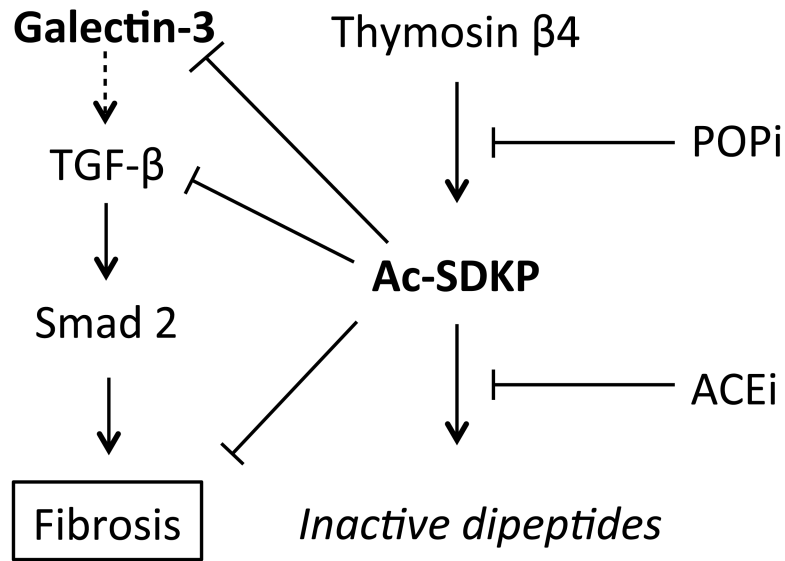 Galectin-3
Thymosin β4
POPi
TGF-β
Ac-SDKP
Smad 2
ACEi
Fibrosis
Inactive dipeptides